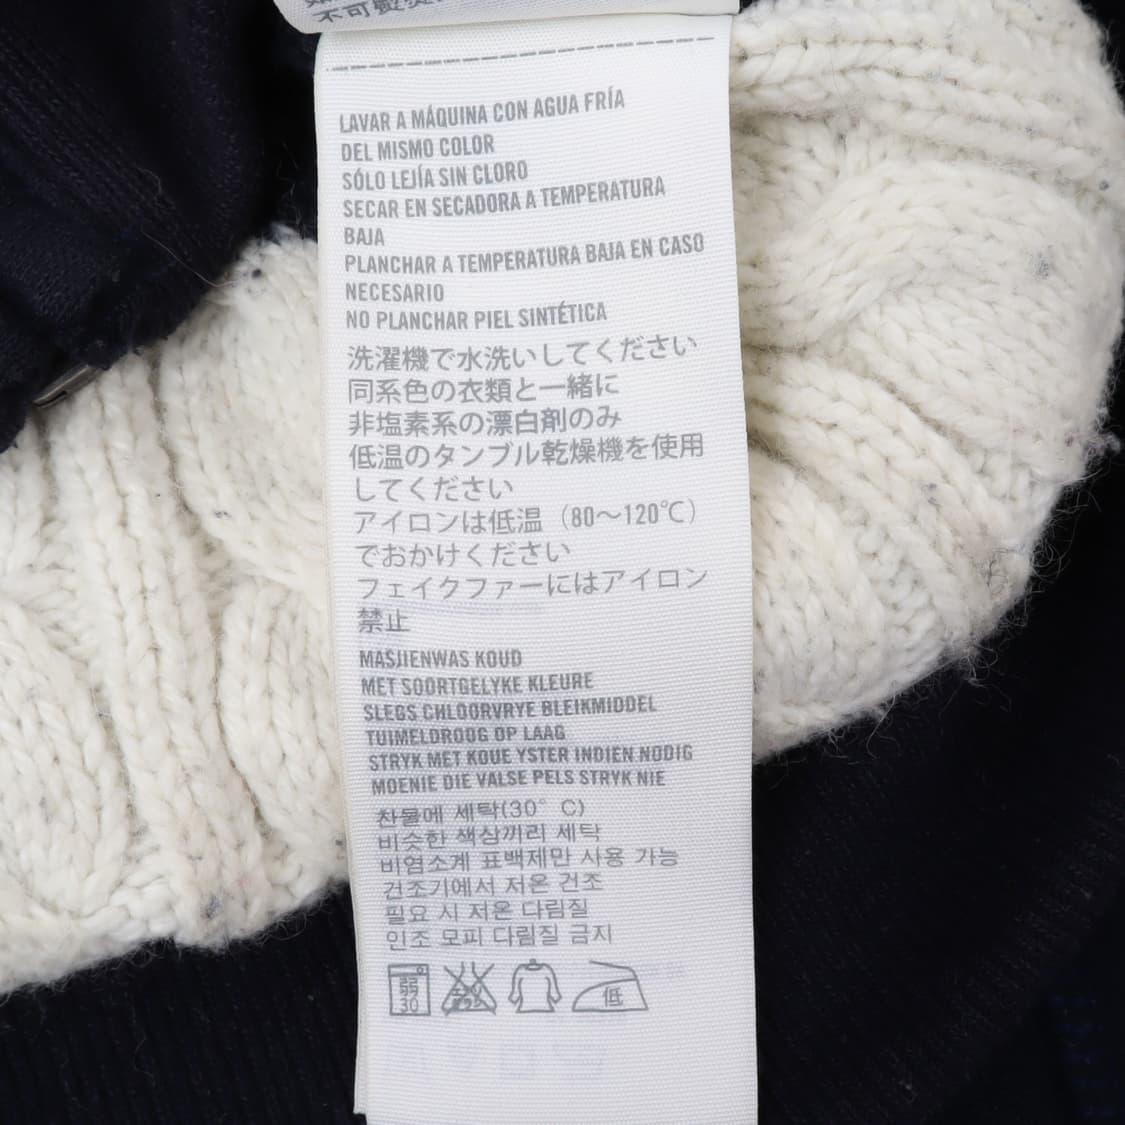 不可熨烫
LAVAR A MÁQUINA CON AGUA FRÍA
DEL MISMO COLOR
SÓLO LEJÍA SIN CLORO
SECAR EN SECADORA A TEMPERATURA
BAJA
PLANCHAR A TEMPERATURA BAJA EN CASO
NECESARIO
NO PLANCHAR PIEL SINTÉTICA
洗濯機で水洗いしてください
同系色の衣類と一緒に
非塩素系の漂白剤のみ
低温のタンブル乾燥機を使用
してください
アイロンは低温（80～120℃）
でおかけください
フェイクファーにはアイロン
禁止
MASJIENWAS KOUD
MET SOORTGELYKE KLEURE
SLEGS CHLOORVRYE BLEIKMIDDEL
TUIMELDROOG OP LAAG
STRYK MET KOUE YSTER INDIEN NODIG
MOENIE DIE VALSE PELS STRYK NIE
찬물에 세탁(30° C)
비슷한 색상끼리 세탁
비염소계 표백제만 사용 가능
건조기에서 저온 건조
필요 시 저온 다림질
인조 모피 다림질 금지
弱
30
低